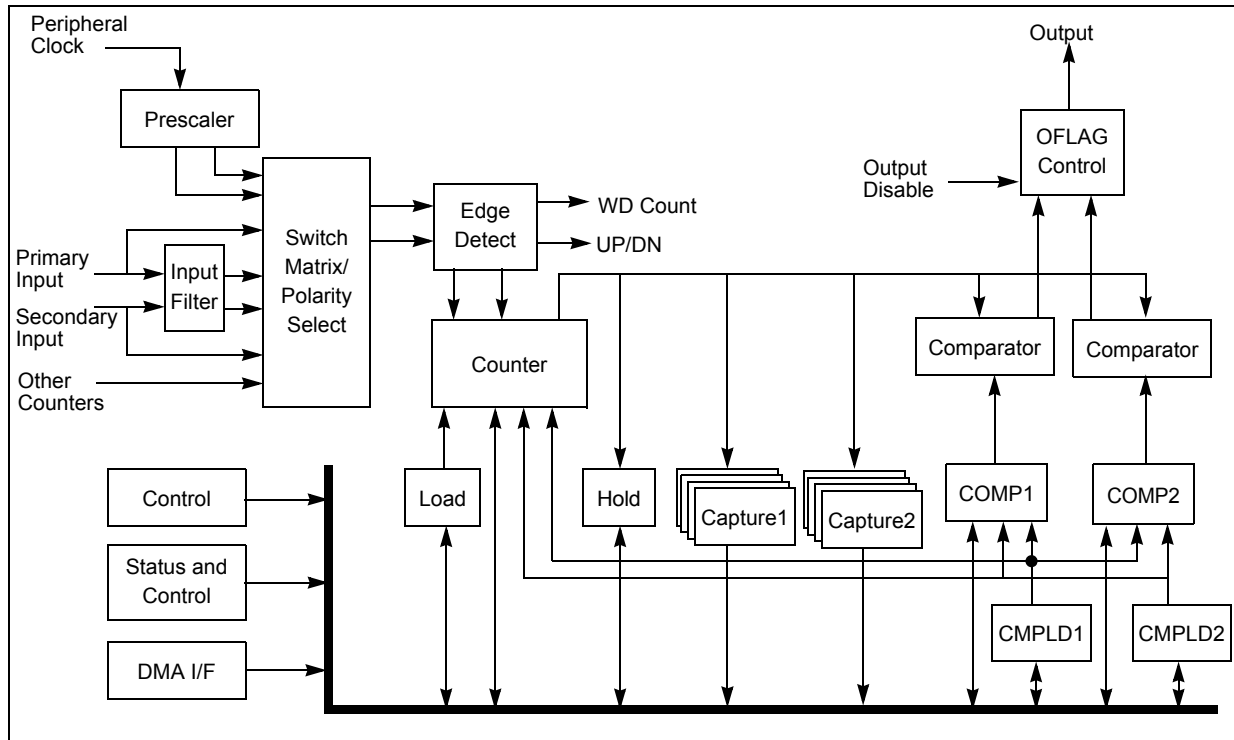 Peripheral
Clock
Prescaler
Primary
Input
Secondary
Input
Other
Counters
Input
Filter
Switch
Matrix/
Polarity
Select
Edge
Detect
WD Count
UP/DN
Counter
Output
OFLAG
Control
Output
Disable
Comparator
Comparator
Control
Status and
Control
DMA I/F
Load
Hold
Capture1
Capture2
COMP1
COMP2
CMPLD1
CMPLD2